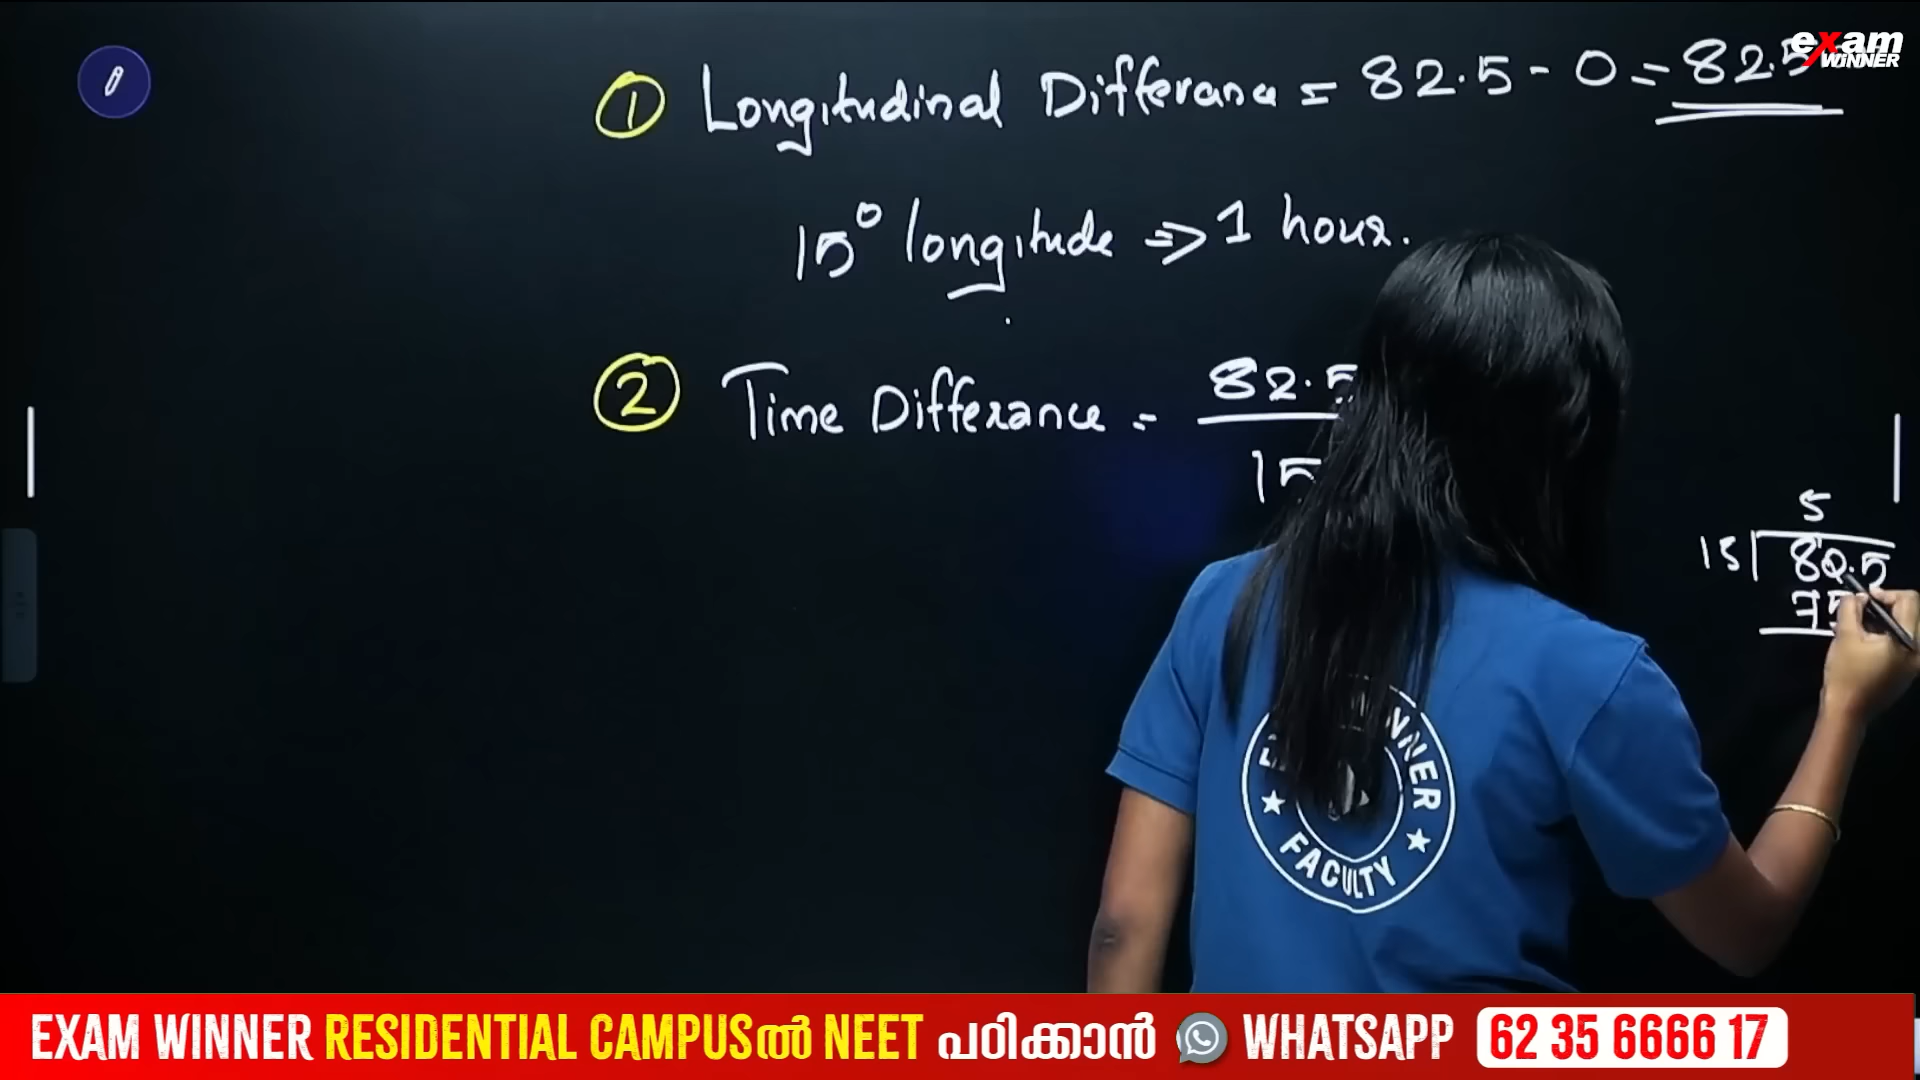 exam
WINNER
① Longitudinal Differance = 82.5 - 0 = 82.5
15° longitude ⇒ 1 hour.
② Time Differance = 82.5
15
5
15 82.5
75
WINNER
FACULTY
EXAM WINNER RESIDENTIAL CAMPUSൽ NEET പഠിക്കാൻ WHATSAPP 62 35 6666 17